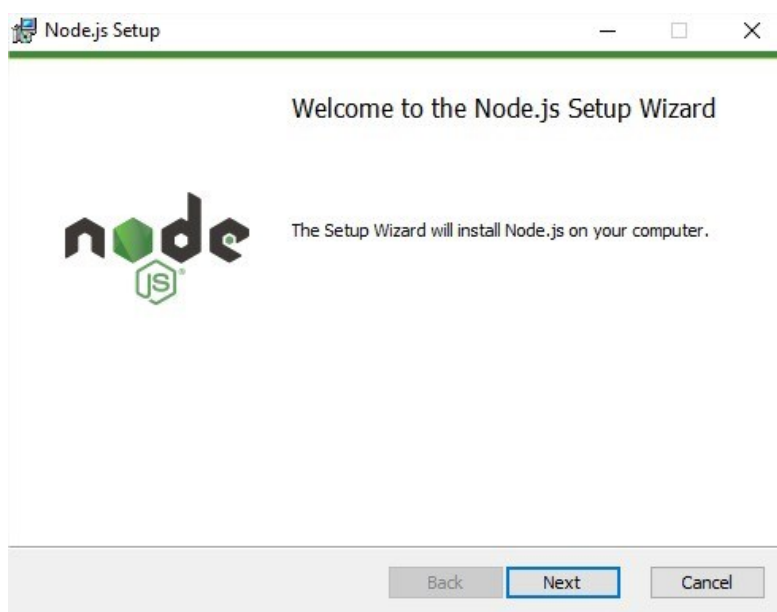 Node.js Setup
Welcome to the Node.js Setup Wizard
node
JS®
The Setup Wizard will install Node.js on your computer.
Back
Next
Cancel